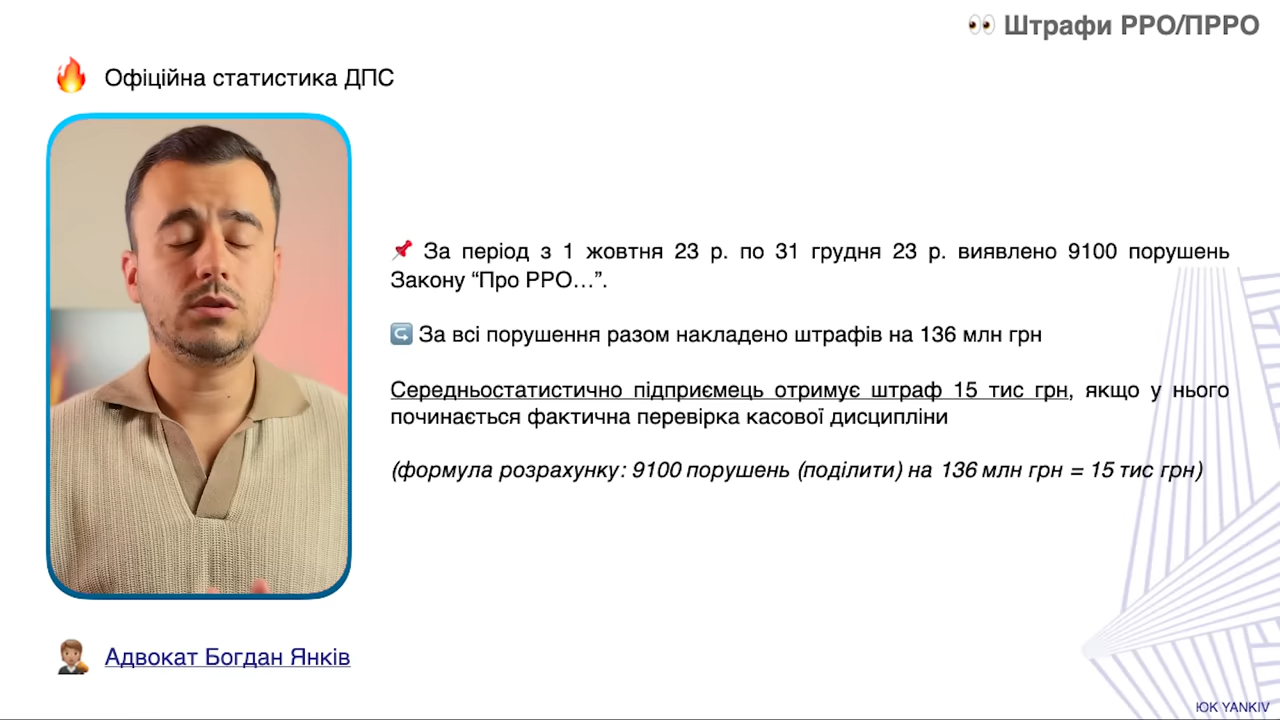 👀 Штрафи РРО/ПРРО
🔥 Офіційна статистика ДПС
📌 За період з 1 жовтня 23 р. по 31 грудня 23 р. виявлено 9100 порушень
Закону “Про РРО…”.
↪️ За всі порушення разом накладено штрафів на 136 млн грн
Середньостатистично підприємець отримує штраф 15 тис грн, якщо у нього
починається фактична перевірка касової дисципліни
(формула розрахунку: 9100 порушень (поділити) на 136 млн грн = 15 тис грн)
Адвокат Богдан Янків
ЮК YANKIV